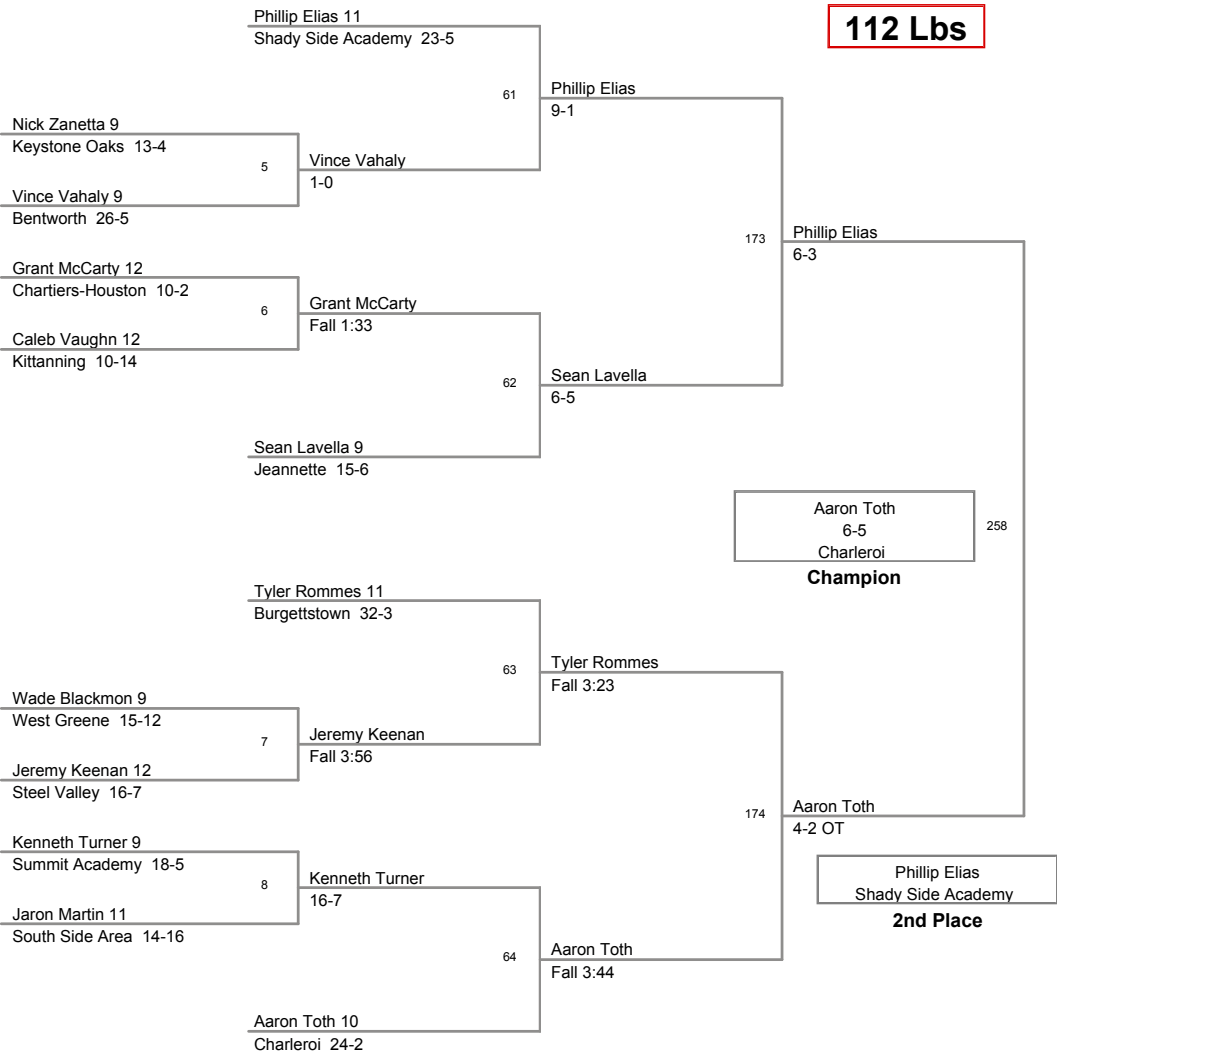 112 Lbs
Phillip Elias 11
Shady Side Academy  23-5
61
Phillip Elias
9-1
Nick Zanetta 9
Keystone Oaks  13-4
5
Vince Vahaly
1-0
Vince Vahaly 9
Bentworth  26-5
173
Phillip Elias
6-3
Grant McCarty 12
Chartiers-Houston  10-2
6
Grant McCarty
Fall 1:33
Caleb Vaughn 12
Kittanning  10-14
62
Sean Lavella
6-5
Sean Lavella 9
Jeannette  15-6
Aaron Toth
6-5
Charleroi
Champion
258
Tyler Rommes 11
Burgettstown  32-3
63
Tyler Rommes
Fall 3:23
Wade Blackmon 9
West Greene  15-12
7
Jeremy Keenan
Fall 3:56
Jeremy Keenan 12
Steel Valley  16-7
174
Aaron Toth
4-2 OT
Kenneth Turner 9
Summit Academy  18-5
8
Kenneth Turner
16-7
Jaron Martin 11
South Side Area  14-16
Phillip Elias
Shady Side Academy
2nd Place
64
Aaron Toth
Fall 3:44
Aaron Toth 10
Charleroi  24-2